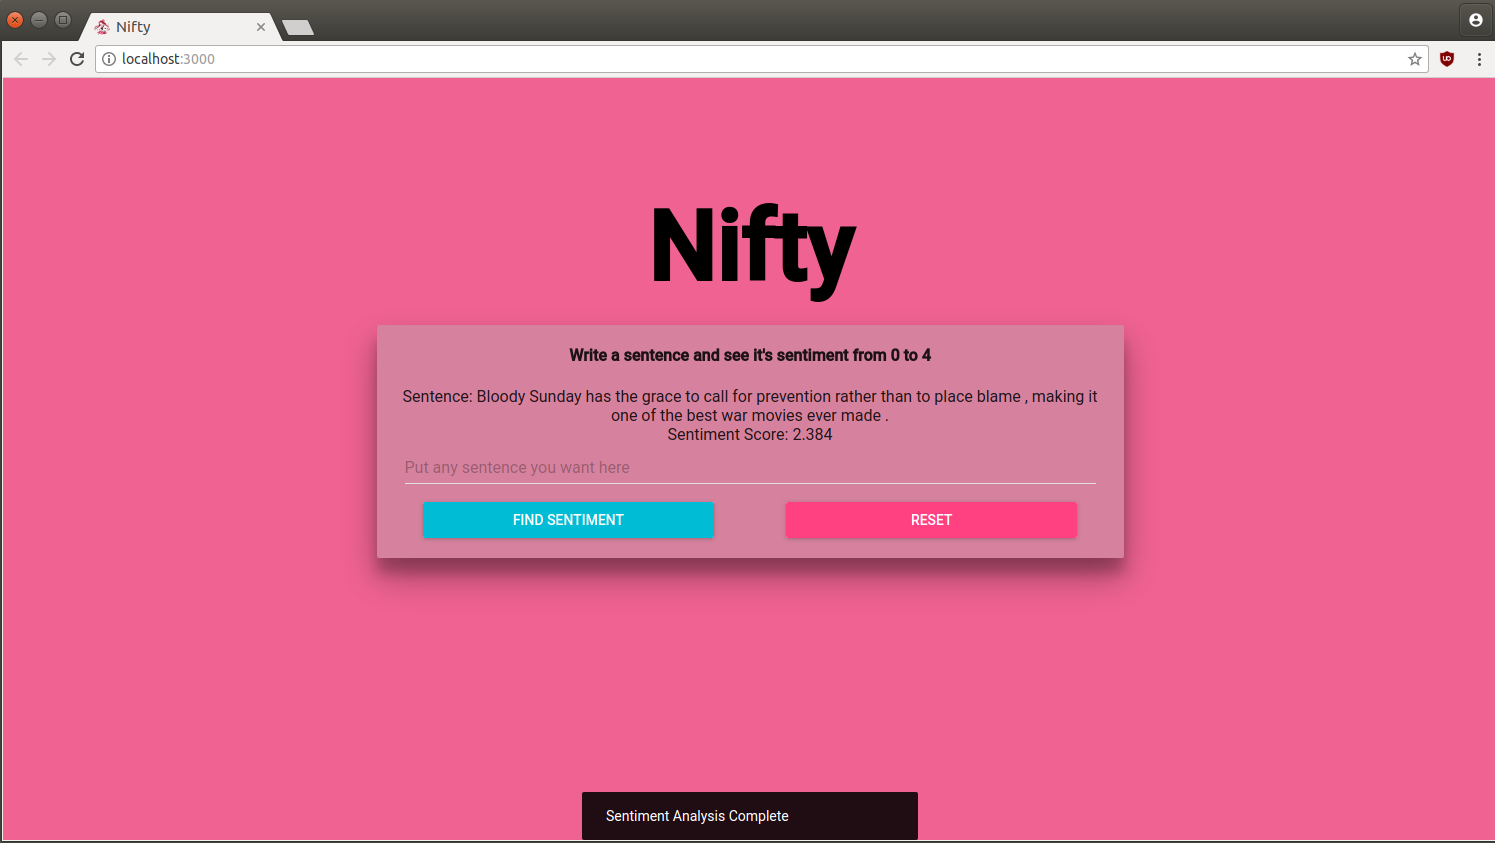 Nifty
localhost:3000
Nifty
Write a sentence and see it's sentiment from 0 to 4
Sentence: Bloody Sunday has the grace to call for prevention rather than to place blame , making it
one of the best war movies ever made .
Sentiment Score: 2.384
Put any sentence you want here
FIND SENTIMENT
RESET
Sentiment Analysis Complete